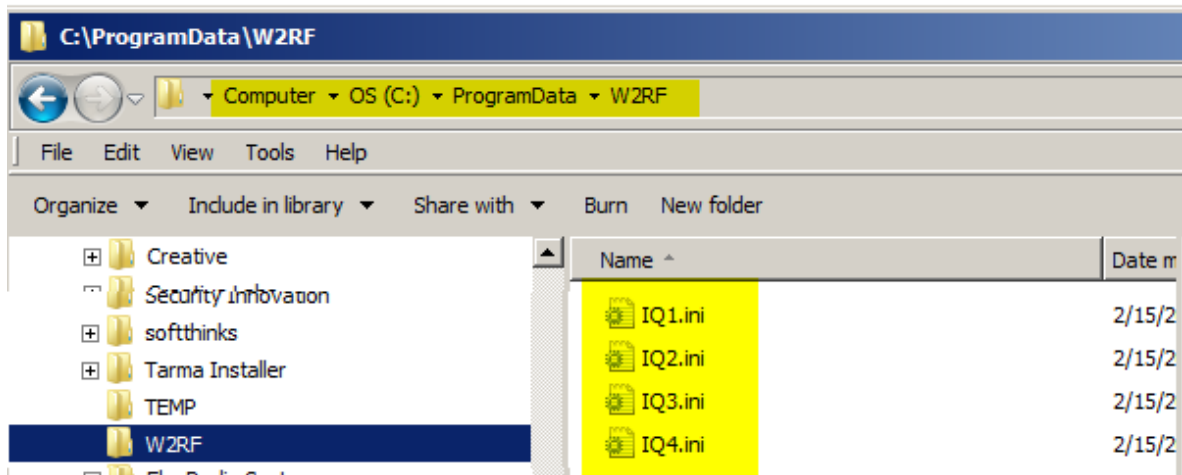 C:\ProgramData\W2RF
Computer OS (C:) ProgramData W2RF
File Edit View Tools Help
Organize Include in library Share with Burn New folder
Creative
Security Innovation
softthinks
Tarma Installer
TEMP
W2RF
Name Date m
IQ1.ini 2/15/2
IQ2.ini 2/15/2
IQ3.ini 2/15/2
IQ4.ini 2/15/2